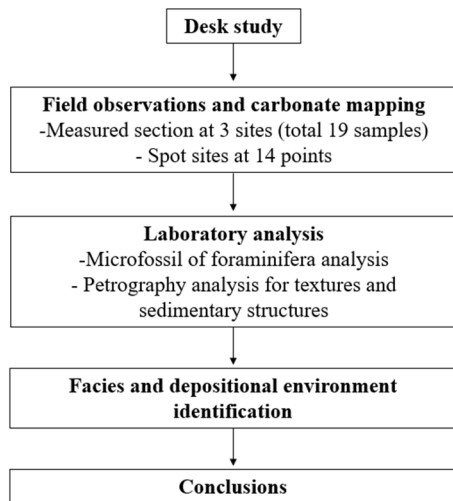 Desk study
Field observations and carbonate mapping
-Measured section at 3 sites (total 19 samples)
- Spot sites at 14 points
Laboratory analysis
-Microfossil of foraminifera analysis
- Petrography analysis for textures and
sedimentary structures
Facies and depositional environment
identification
Conclusions